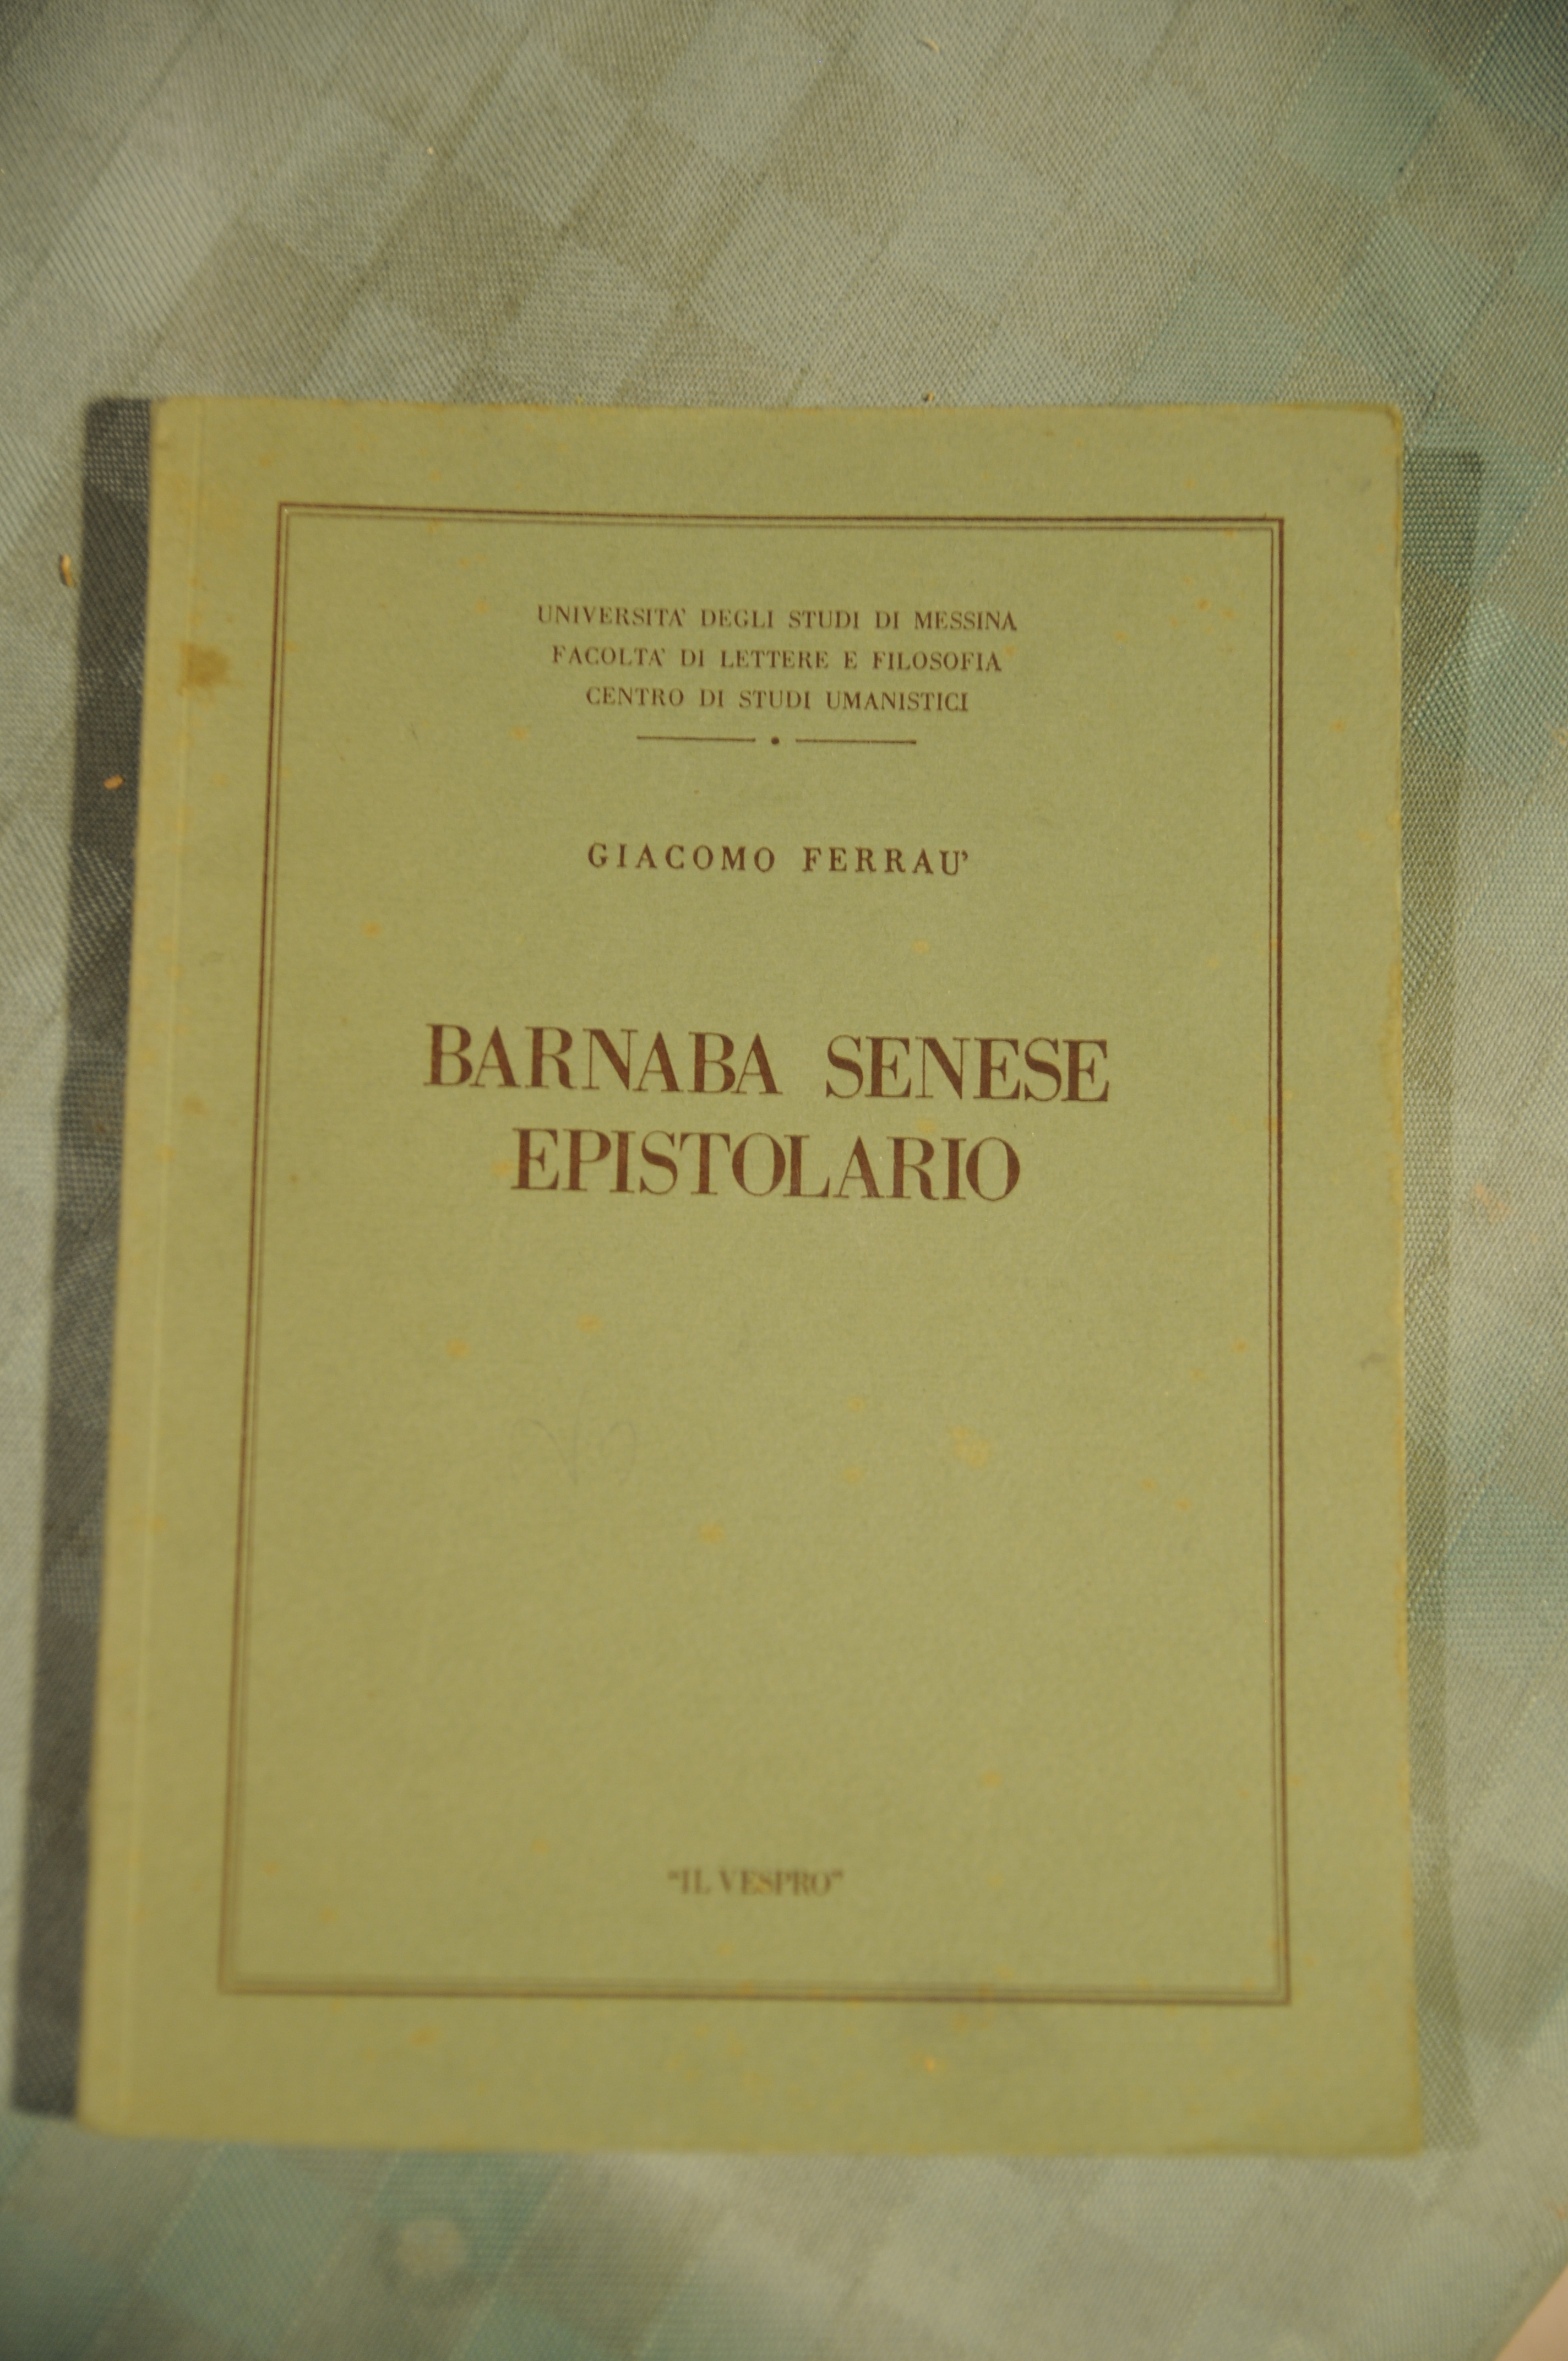 UNIVERSITA' DEGLI STUDI DI MESSINA
FACOLTA' DI LETTERE E FILOSOFIA
CENTRO DI STUDI UMANISTICI
GIACOMO FERRAU'
BARNABA SENESE
EPISTOLARIO
"IL VESPRO"